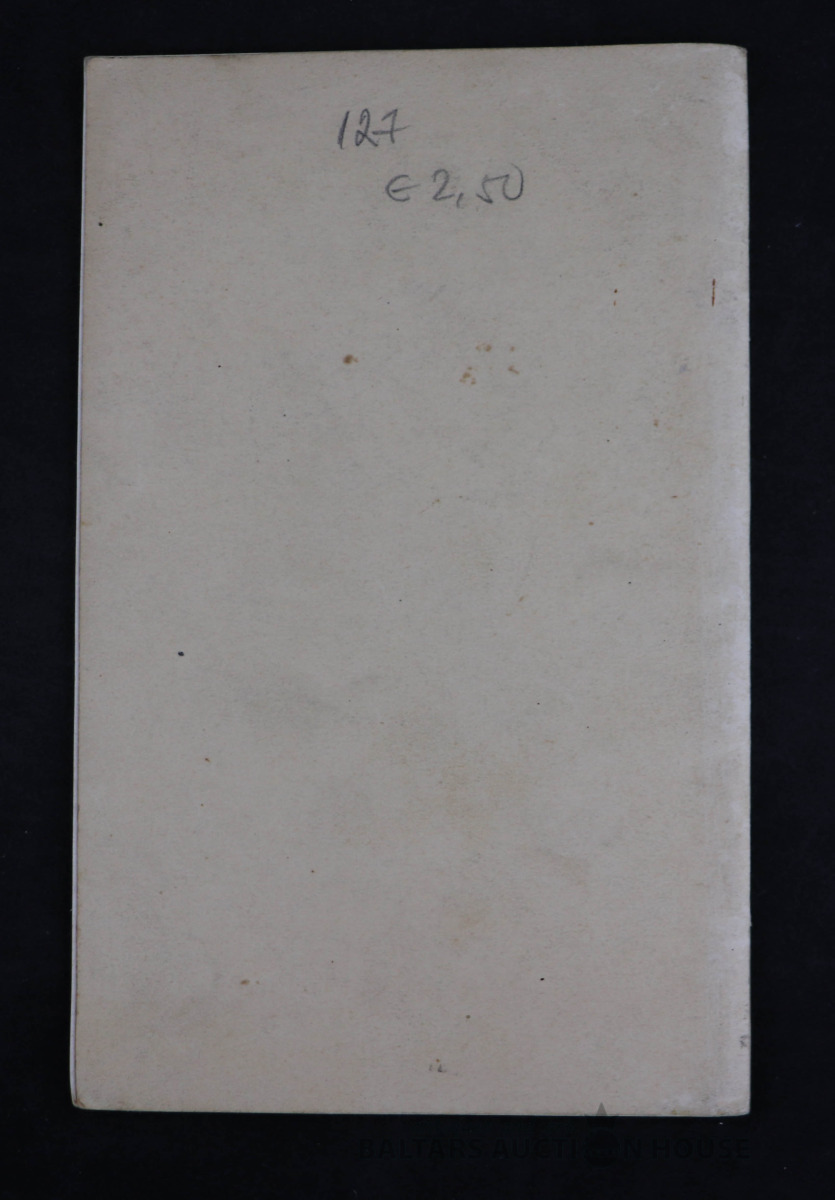 127
€ 2,50
BALTARS AUCTION HOUSE